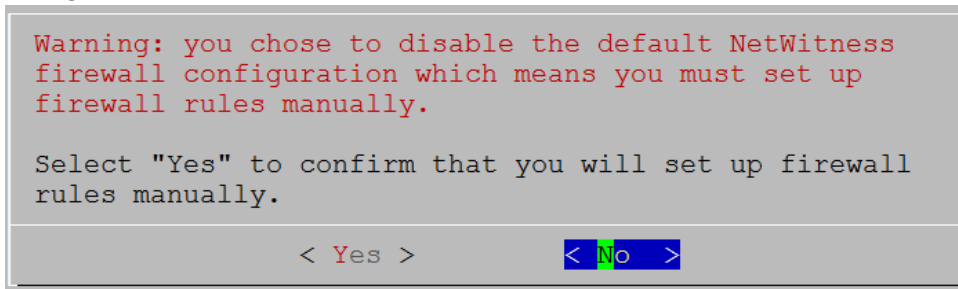 Warning: you chose to disable the default NetWitness
firewall configuration which means you must set up
firewall rules manually.
Select "Yes" to confirm that you will set up firewall
rules manually.
< Yes > < No >